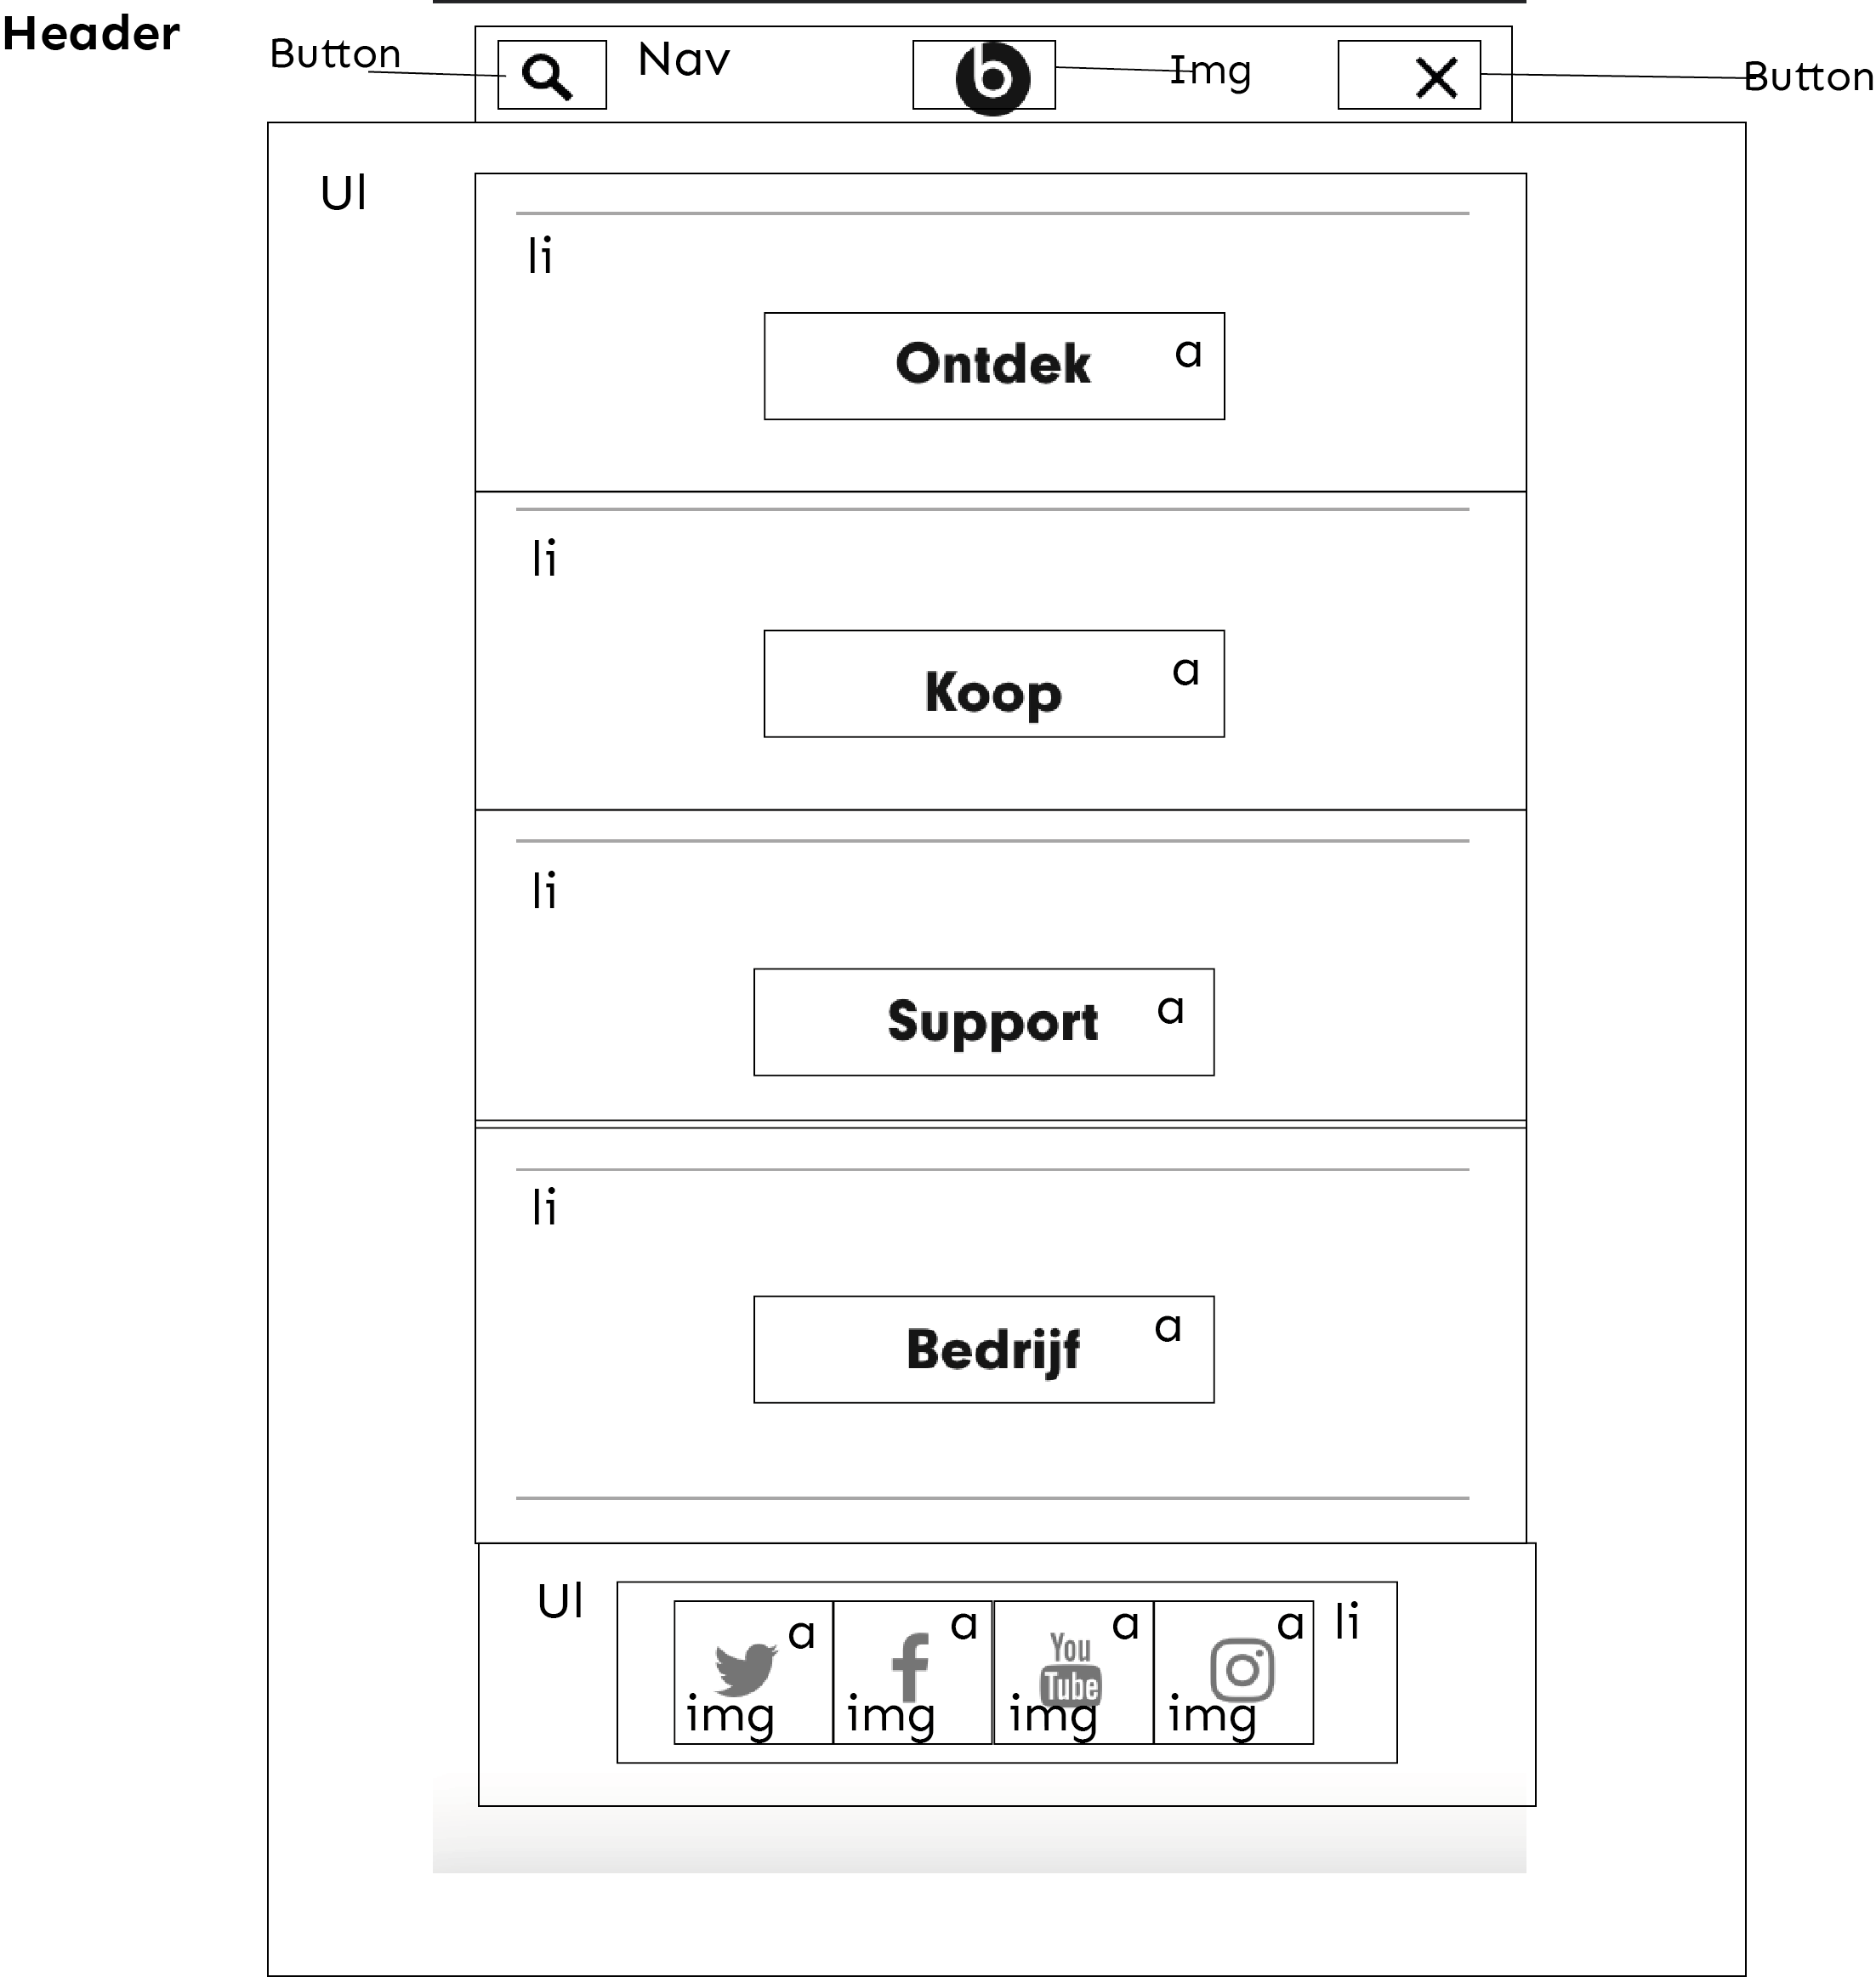 Header
Button
Nav
b
Img
Button
Ul
li
Ontdek a
li
Koop a
li
Support a
li
Bedrijf a
Ul
a a a a li
You
Tube
img img img img